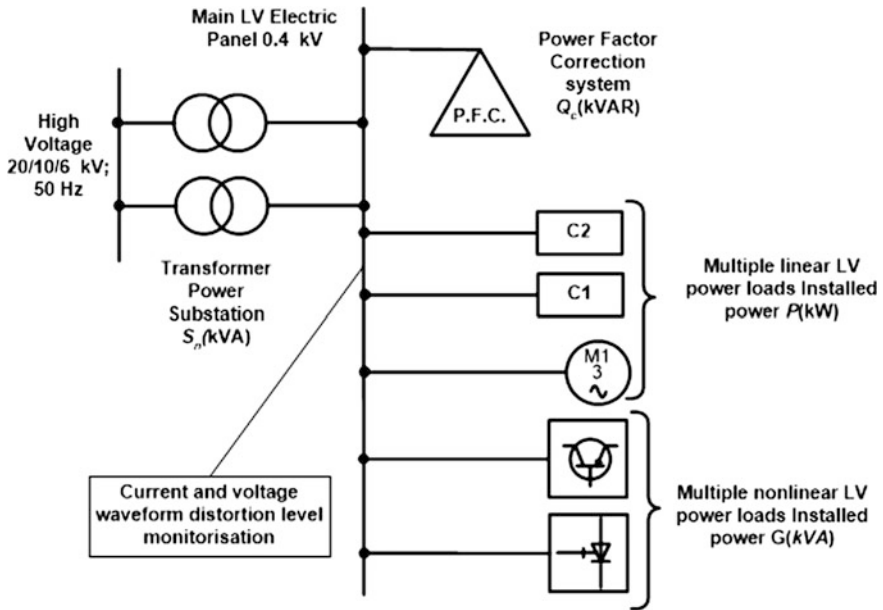 Main LV Electric
Panel 0.4 kV
Power Factor
Correction
system
Q_c(kVAR)
P.F.C.
High
Voltage
20/10/6 kV;
50 Hz
Transformer
Power
Substation
S_n(kVA)
C2
C1
M1
3
Multiple linear LV
power loads Installed
power P(kW)
Current and voltage
waveform distortion level
monitorisation
Multiple nonlinear LV
power loads Installed
power G(kVA)